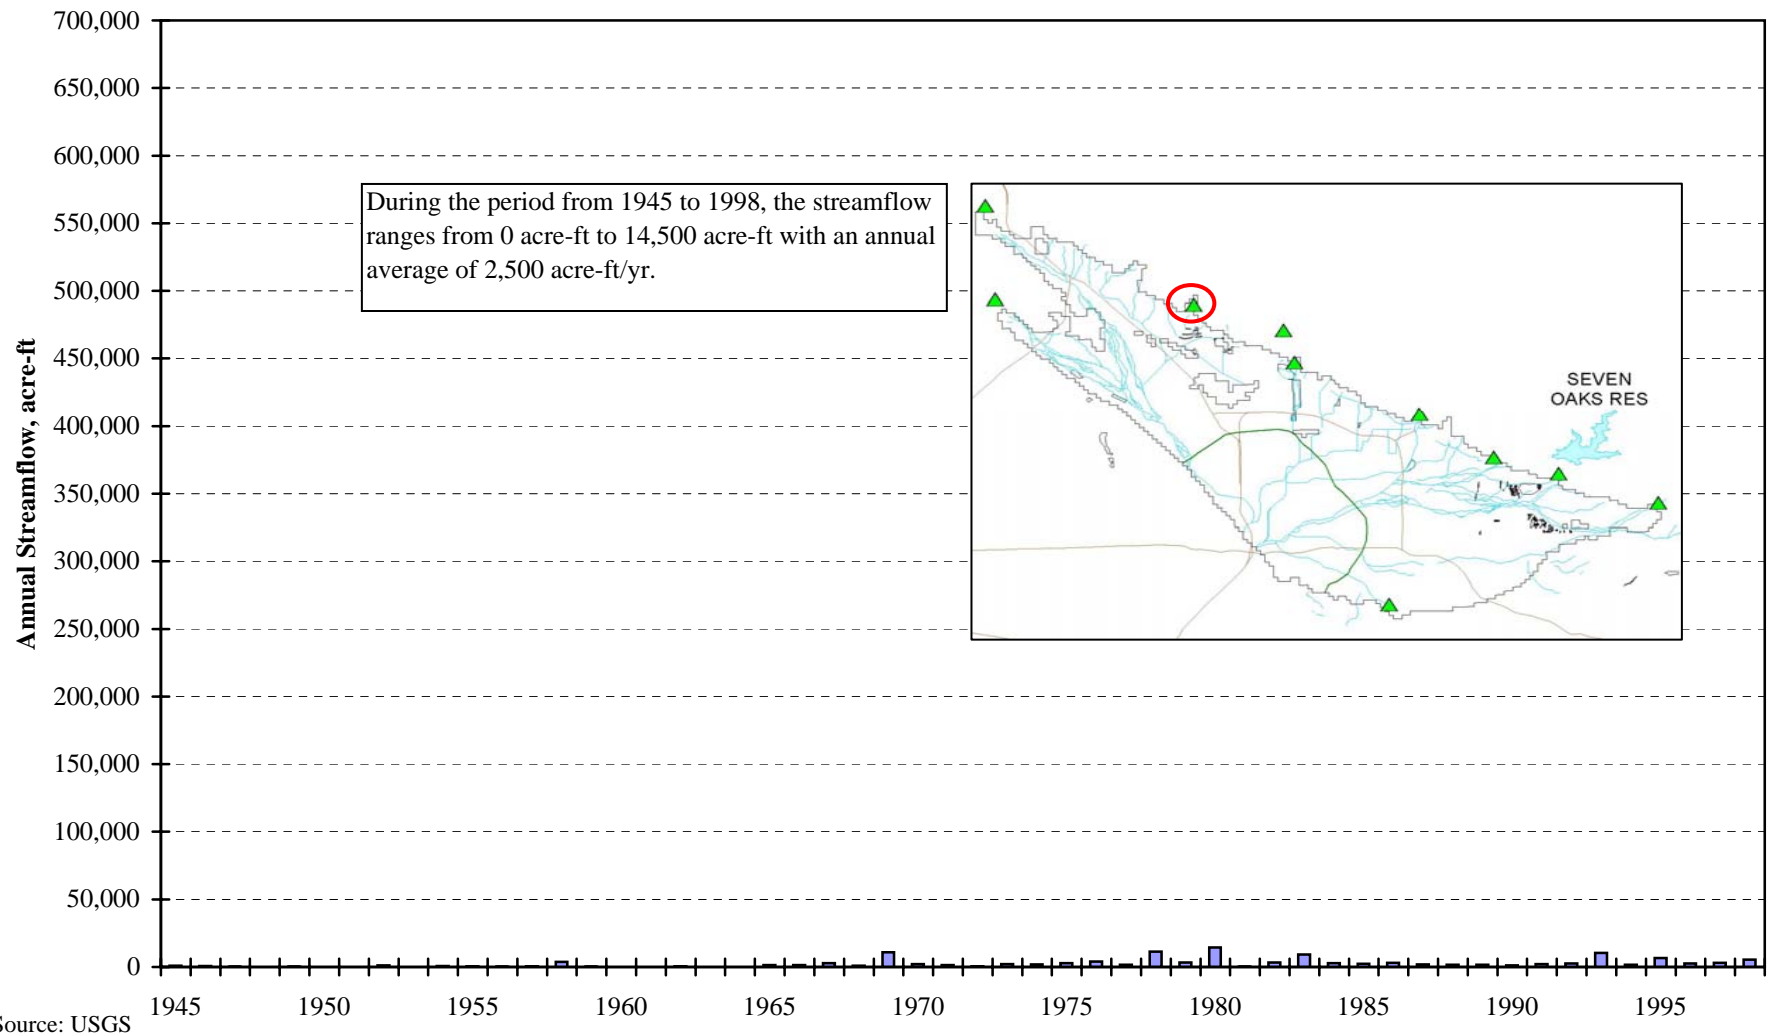 700,000
650,000
600,000
550,000
500,000
450,000
400,000
350,000
300,000
250,000
200,000
150,000
100,000
50,000
0
Annual Streamflow, acre-ft
During the period from 1945 to 1998, the streamflow
ranges from 0 acre-ft to 14,500 acre-ft with an annual
average of 2,500 acre-ft/yr.
SEVEN
OAKS RES
1945 1950 1955 1960 1965 1970 1975 1980 1985 1990 1995
Source: USGS